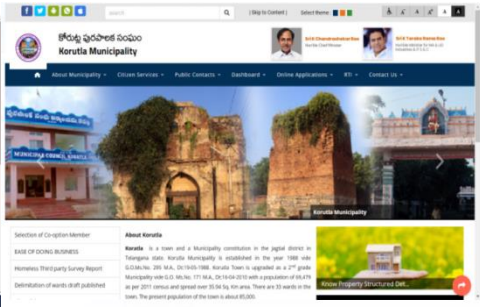 search
| Skip to Content |
Select theme :
A A A A A
కోరుట్ల పురపాలక సంఘం
Korutla Municipality
Sri K Chandrashekar Rao
Hon'ble Chief Minister
Sri K Taraka Rama Rao
About Municipality
Citizen Services
Public Contacts
Dashboard
Online Applications
RTI
Contact Us
MUNICIPAL COUNCIL KORUTLA
Korutla Municipality
Selection of Co-option Member
EASE OF DOING BUSINESS
Homeless Third party Survey Report
Delimitation of wards draft published
About Korutla
Korutla is a town and a Municipality constitution in the Jagtial district in
Telangana state. Korutla Municipality is established in the year 1988 vide
G.O.Ms.No. 295 M.A., Dt:19-05-1988. Korutla Town is upgraded as a 2nd grade
Municipality vide G.O. Ms.No. 171 M.A., Dt:16-04-2010 with a population of 66,479
as per 2011 census and spread over Sq. Km area. There are 33 wards in the
town. The present population of the town is about 85,000.
Know Property Structured Det..